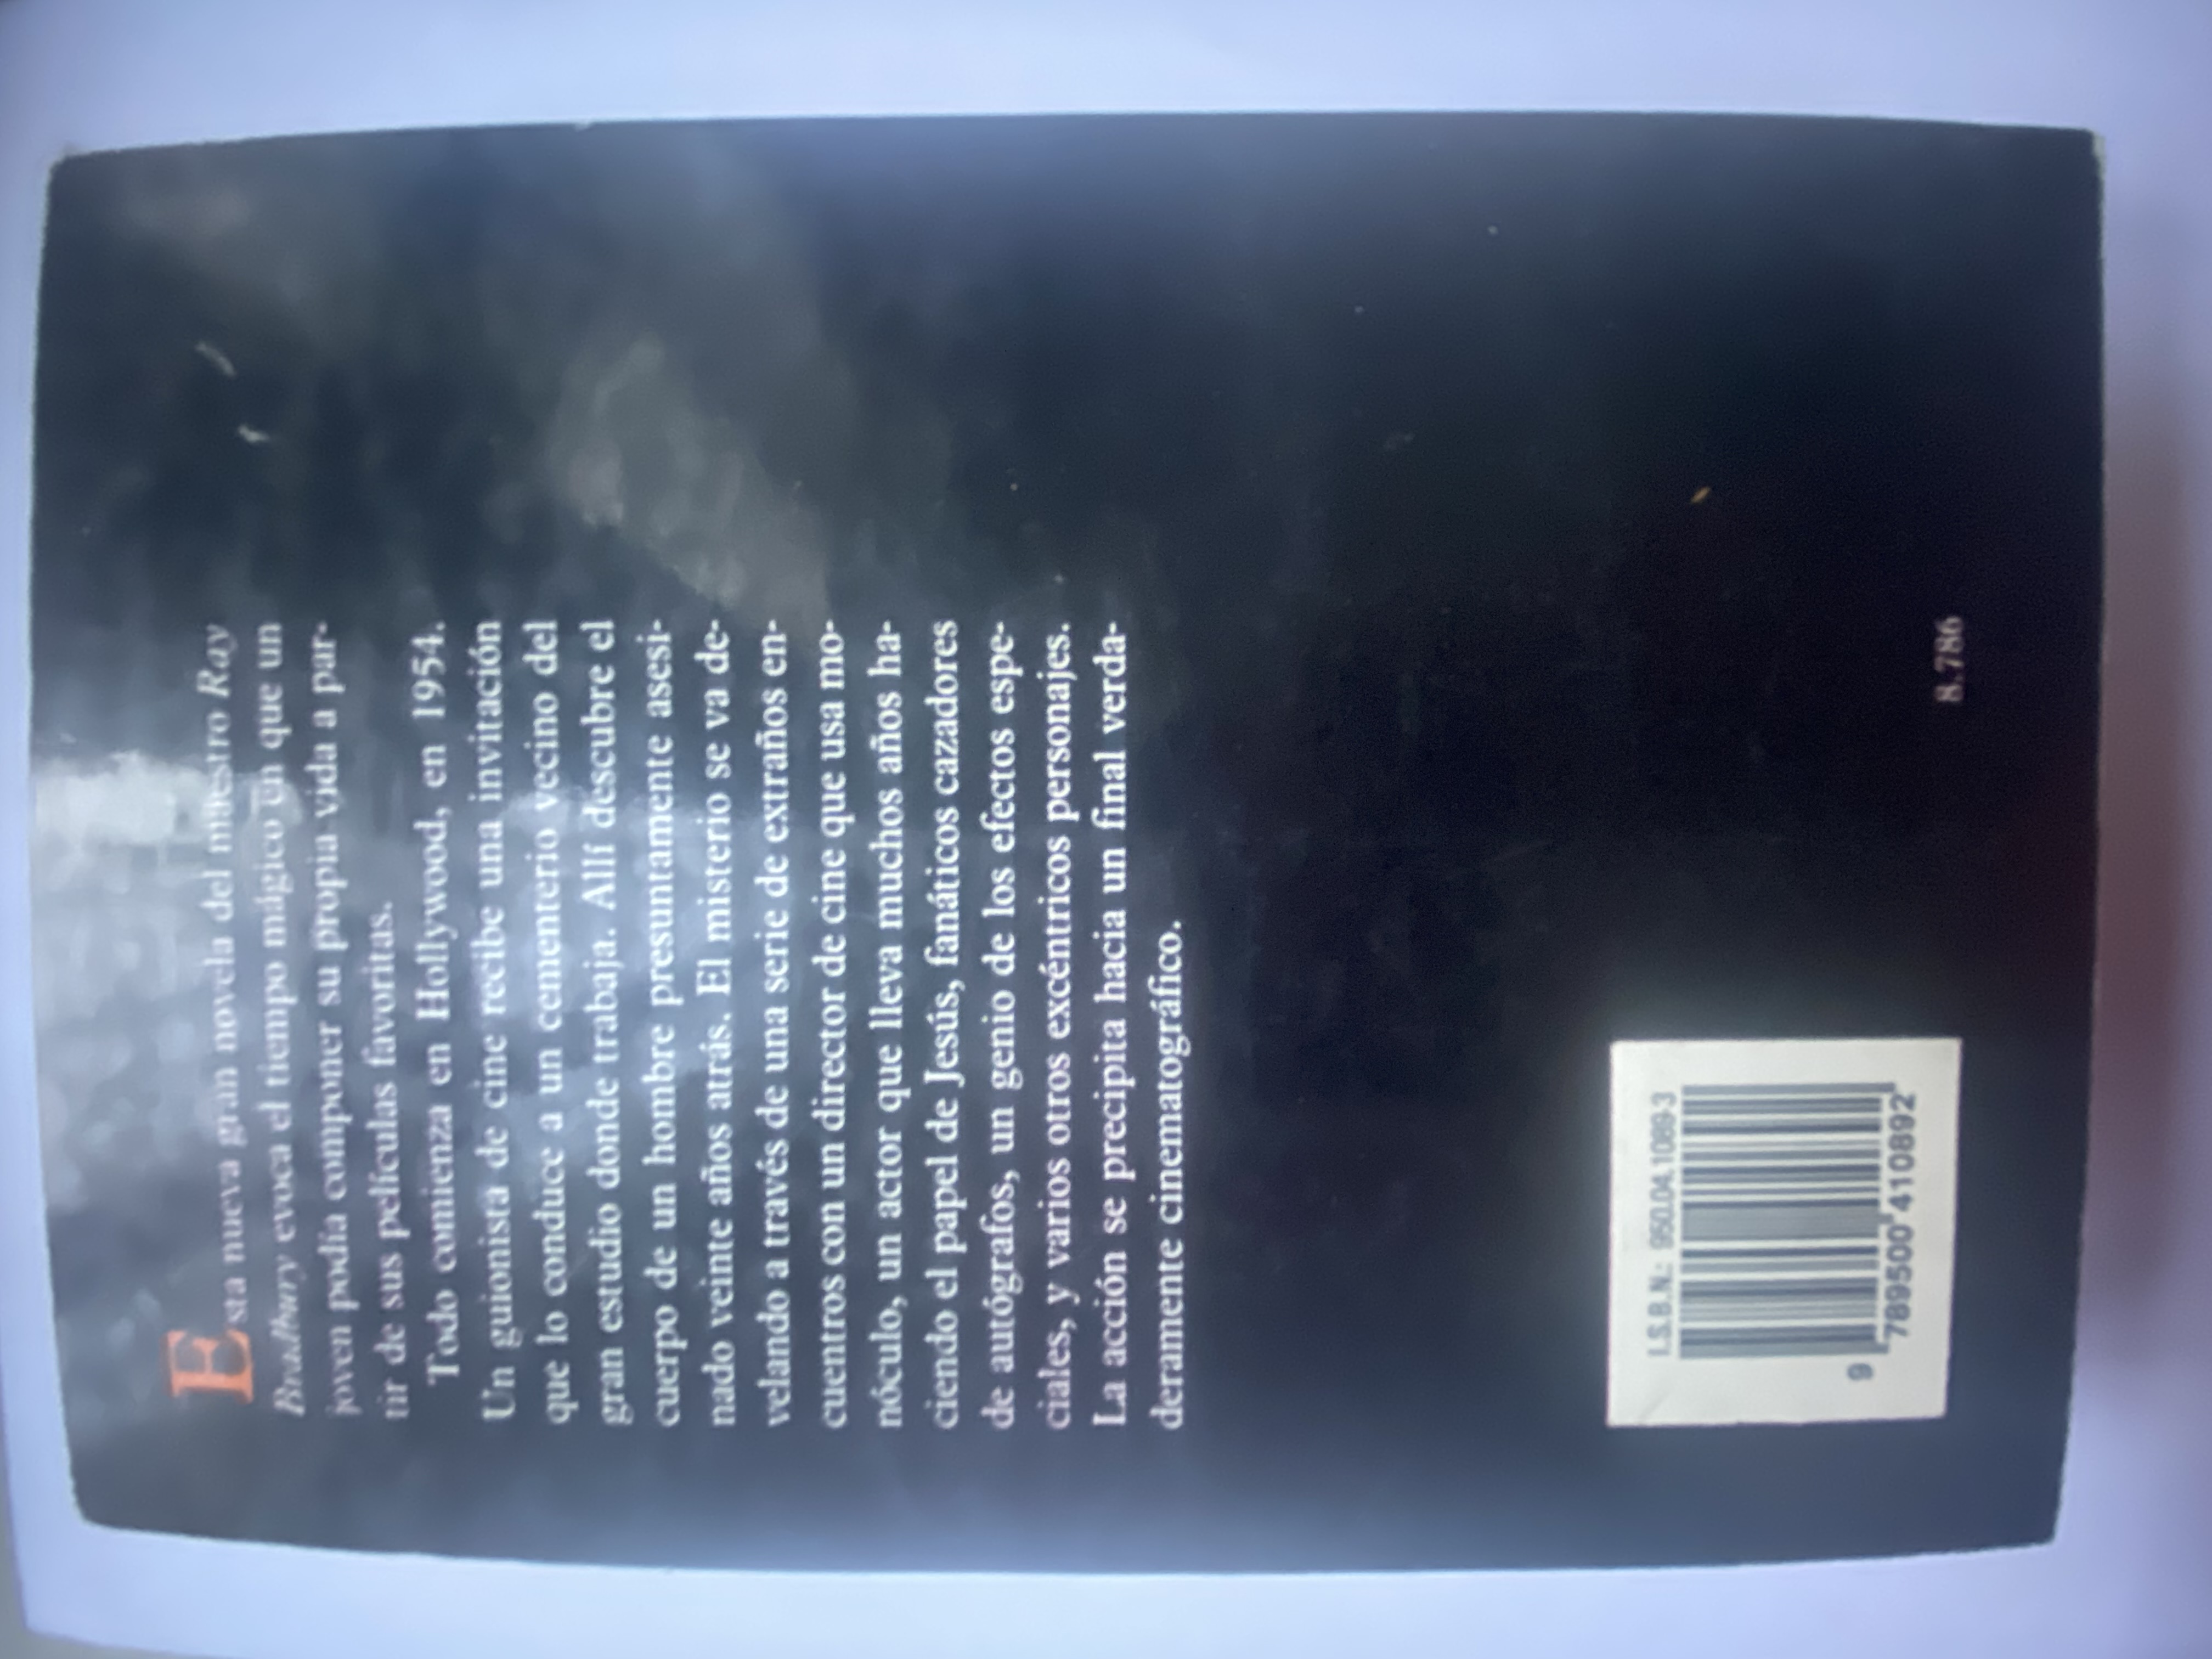 Esta nueva gran novela del maestro Ray
Bradbury evoca el tiempo mágico en que un
joven podía componer su propia vida a par-
tir de sus películas favoritas.
Todo comienza en Hollywood, en 1954.
Un guionista de cine recibe una invitación
que lo conduce a un cementerio vecino del
gran estudio donde trabaja. Allí descubre el
cuerpo de un hombre presuntamente asesi-
nado veinte años atrás. El misterio se va de-
velando a través de una serie de extraños en-
cuentros con un director de cine que usa mo-
nóculo, un actor que lleva muchos años ha-
ciendo el papel de Jesús, fanáticos cazadores
de autógrafos, un genio de los efectos espe-
ciales, y varios otros excéntricos personajes.
La acción se precipita hacia un final verda-
deramente cinematográfico.
I.S.B.N.: 950.04.1089-3
9 789500 410892
8.786